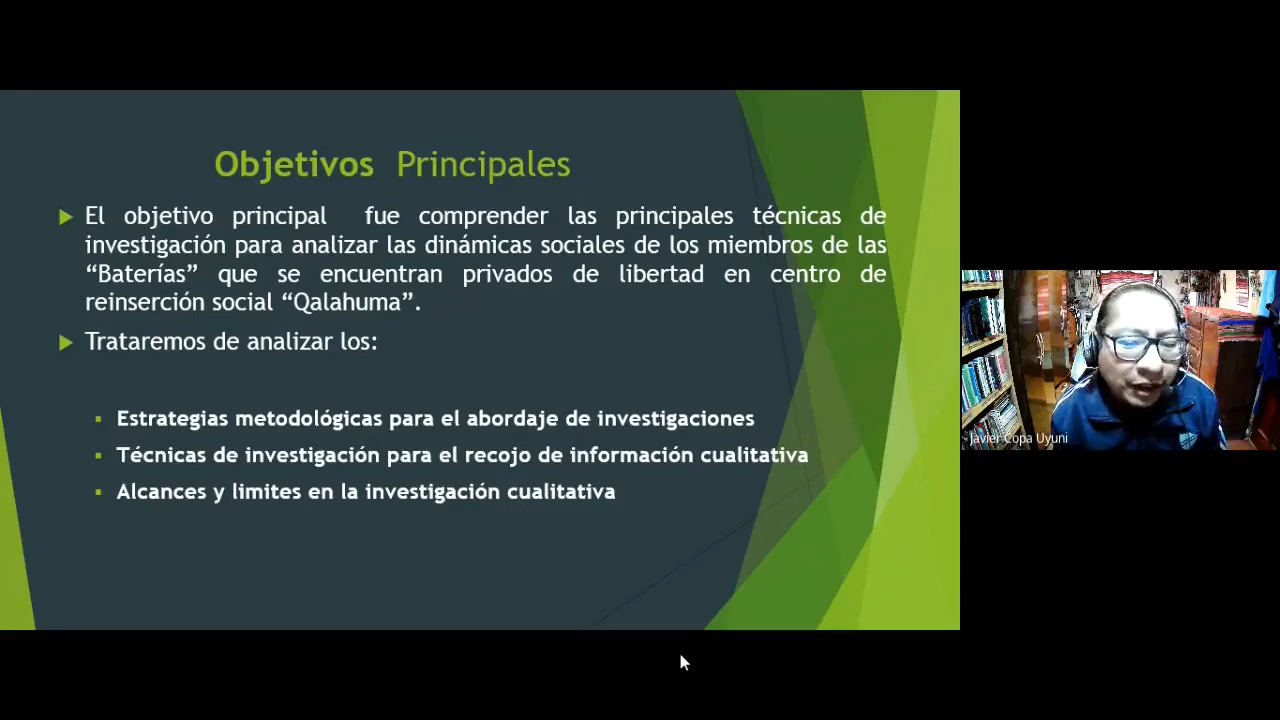 Objetivos Principales
El objetivo principal fue comprender las principales técnicas de
investigación para analizar las dinámicas sociales de los miembros de las
“Baterías” que se encuentran privados de libertad en centro de
reinserción social “Qalahuma”.
Trataremos de analizar los:
Estrategias metodológicas para el abordaje de investigaciones
Técnicas de investigación para el recojo de información cualitativa
Alcances y limites en la investigación cualitativa
Javier Copa Uyuni